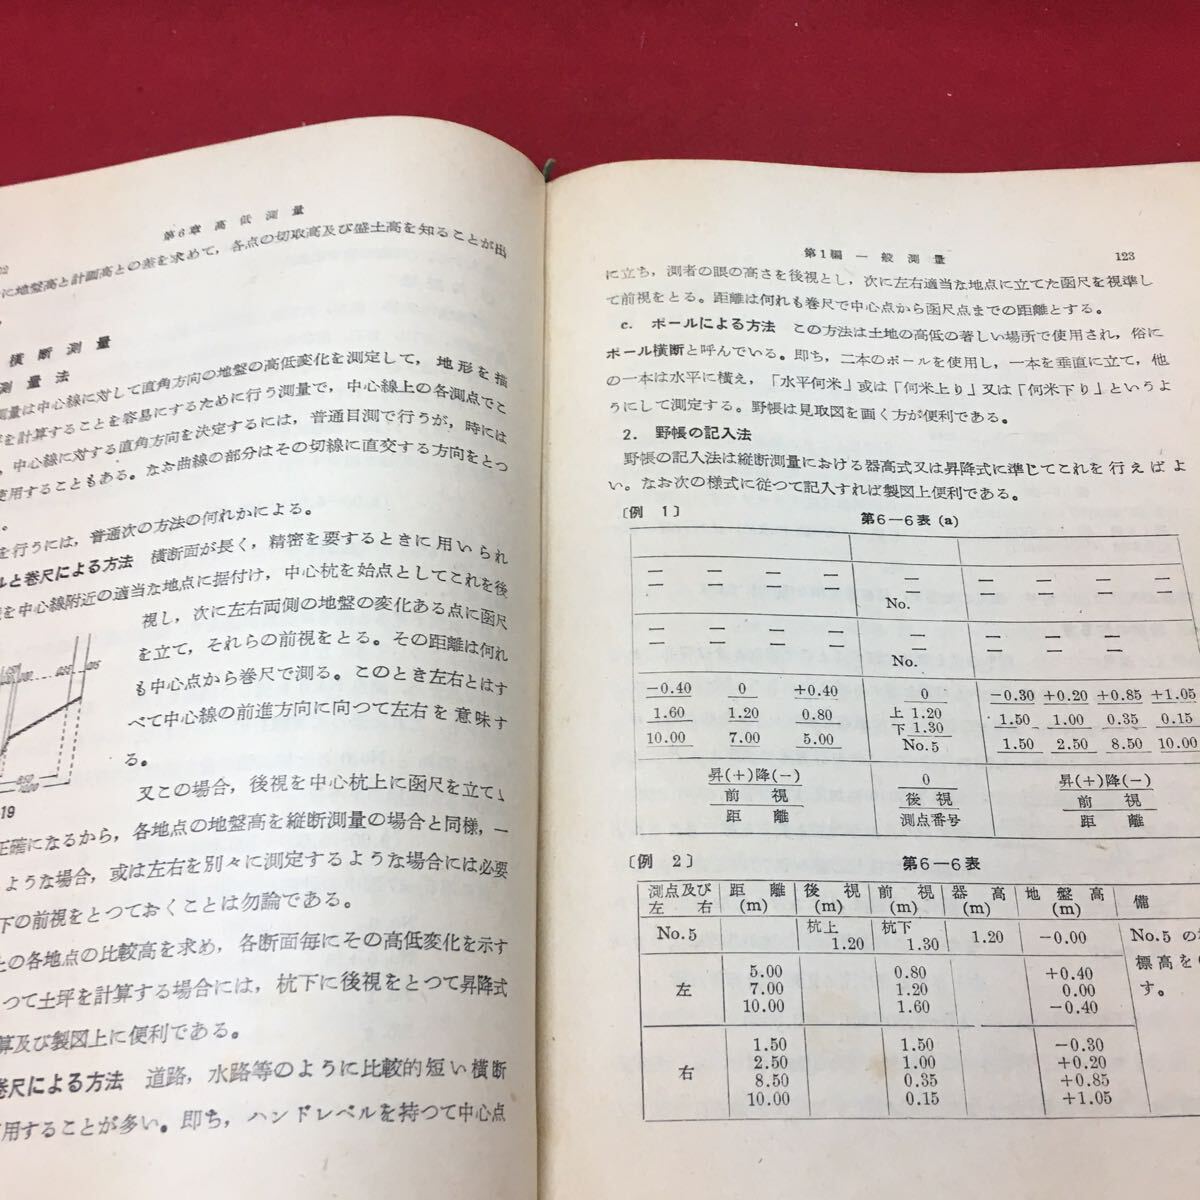 第6章 高低測量
に地盤高と計画高との差を求めて，各点の切取高及び盛土高を知ることが出
横断測量
測量法
測量は中心線に対して直角方向の地盤の高低変化を測定して，地形を描
を計算することを容易にするために行う測量で，中心線上の各測点でこ
，中心線に対する直角方向を決定するには，普通目測で行うが，時には
使用することもある。なお曲線の部分はその切線に直交する方向をとつ
を行うには，普通次の方法の何れかによる。
ルと巻尺による方法 横断面が長く，精密を要するときに用いられ
を中心線附近の適当な地点に据付け，中心杭を始点としてこれを後
視し，次に左右両側の地盤の変化ある点に函尺
を立て，それらの前視をとる。その距離は何れ
も中心点から巻尺で測る。このとき左右とはす
べて中心線の前進方向に向つて左右を意味す
る。
-19
又この場合，後視を中心杭上に函尺を立てゝ
正確になるから，各地点の地盤高を縦断測量の場合と同様，一
ような場合，或は左右を別々に測定するような場合には必要
下の前視をとつておくことは勿論である。
上の各地点の比較高を求め，各断面毎にその高低変化を示す
つて土坪を計算する場合には，杭下に後視をとつて昇降式
算及び製図上に便利である。
巻尺による方法 道路，水路等のように比較的短い横断
用することが多い。即ち，ハンドレベルを持つて中心点
第1編 一般測量 123
に立ち，測者の眼の高さを後視とし，次に左右適当な地点に立てた函尺を視準し
て前視をとる。距離は何れも巻尺で中心点から函尺点までの距離とする。
c. ポールによる方法 この方法は土地の高低の著しい場所で使用され，俗に
ポール横断と呼んでいる。即ち，二本のポールを使用し，一本を垂直に立て，他
の一本は水平に横え，「水平何米」或は「何米上り」又は「何米下り」というよ
うにして測定する。野帳は見取図を画く方が便利である。
2. 野帳の記入法
野帳の記入法は縦断測量における器高式又は昇降式に準じてこれを行えばよ
い。なお次の様式に従つて記入すれば製図上便利である。
〔例 1〕 第6—6表(a)
No.
No.
−0.40 0 +0.40 0 −0.30 +0.20 +0.85 +1.05
1.60 1.20 0.80 上 1.20 1.50 1.00 0.35 0.15
下 1.30
10.00 7.00 5.00 No.5 1.50 2.50 8.50 10.00
昇(+)降(−) 0 昇(+)降(−)
前視 後視 前視
距離 測点番号 距離
〔例 2〕 第6—6表
測点及び 距離 後視 前視 器高 地盤高 備
左右 (m) (m) (m) (m) (m)
No.5 杭上 1.20 杭下 1.30 1.20 −0.00 No.5 の
標高を
す。
左 5.00 0.80 +0.40
7.00 1.20 0.00
10.00 1.60 −0.40
右 1.50 1.50 −0.30
2.50 1.00 +0.20
8.50 0.35 +0.85
10.00 0.15 +1.05